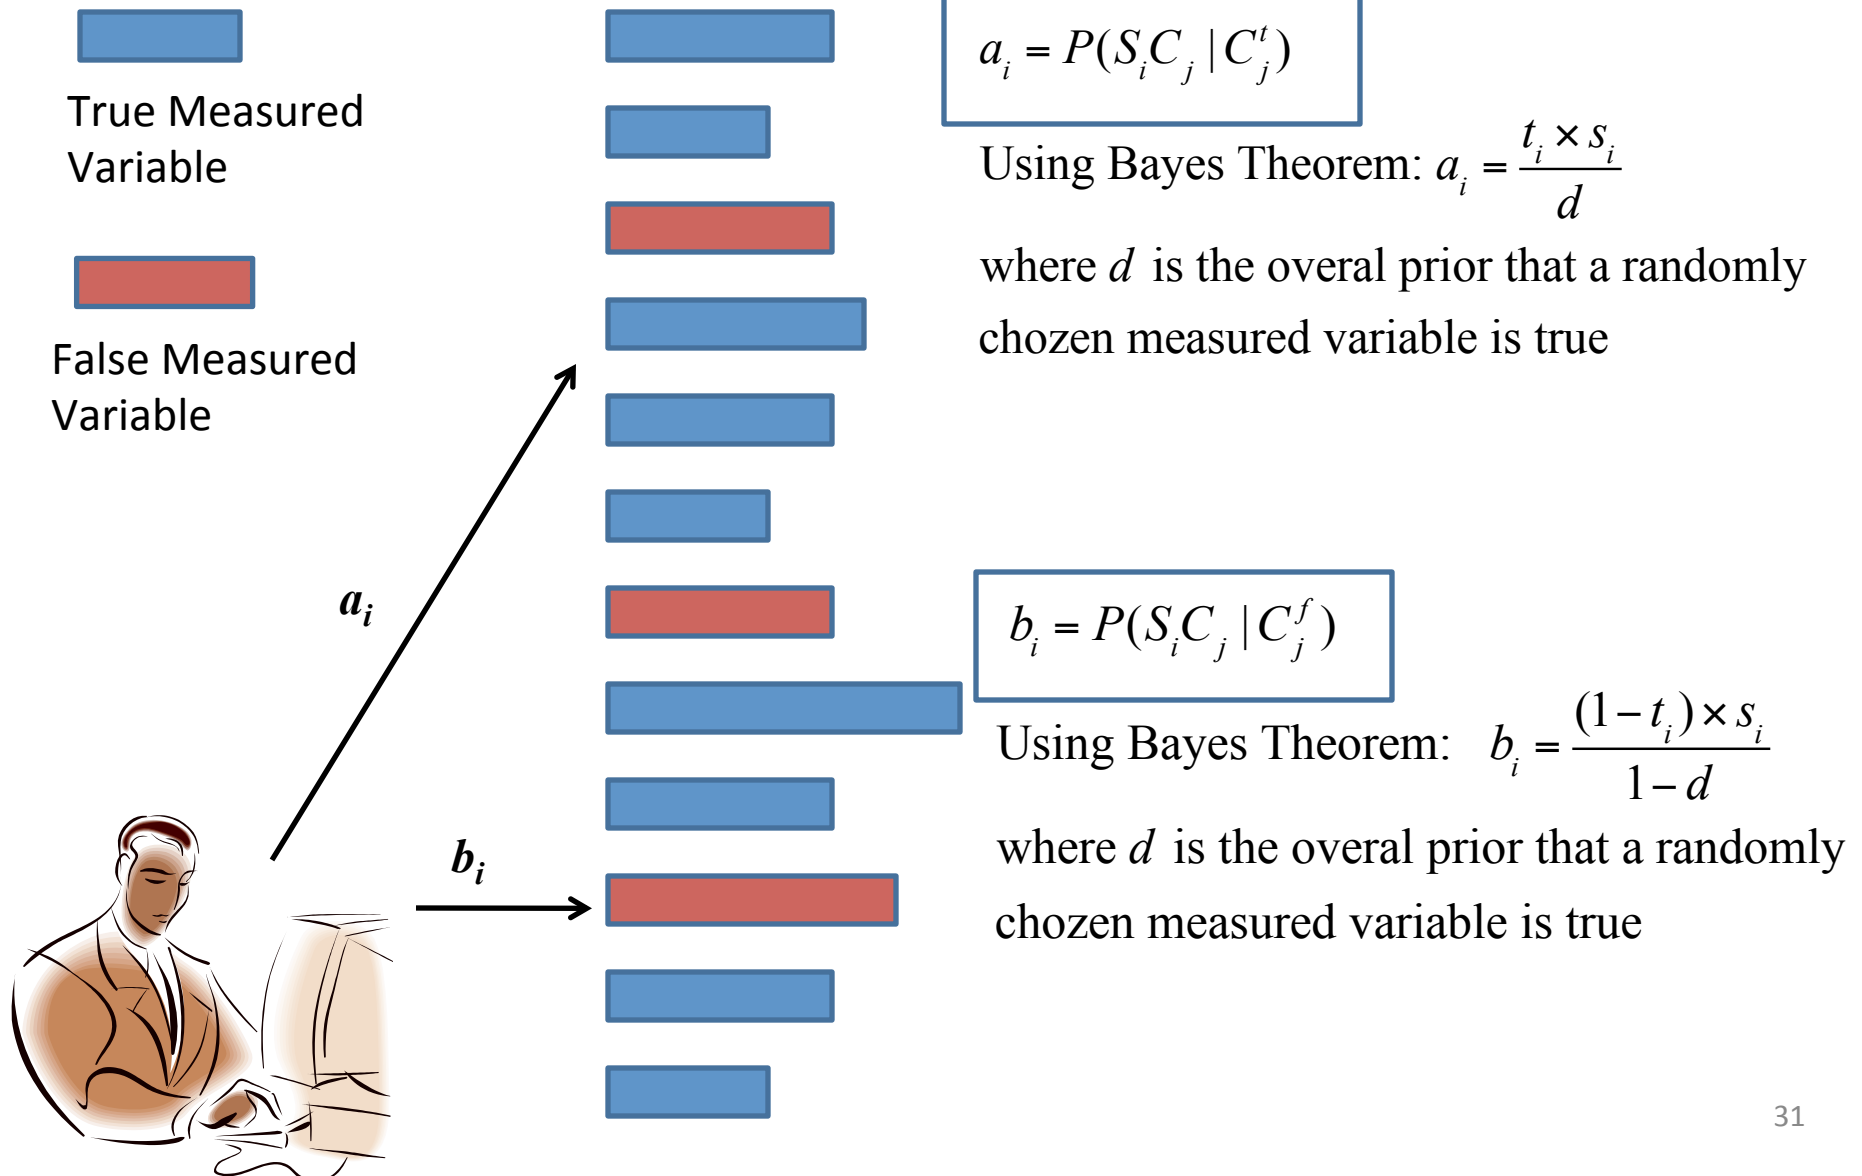 True Measured
Variable
False Measured
Variable
a_i
b_i
a_i = P(S_i C_j | C_j^t)
Using Bayes Theorem: a_i = \frac{t_i × s_i}{d}
where d is the overal prior that a randomly
chozen measured variable is true
b_i = P(S_i C_j | C_j^f)
Using Bayes Theorem: b_i = \frac{(1 − t_i) × s_i}{1 − d}
where d is the overal prior that a randomly
chozen measured variable is true
31